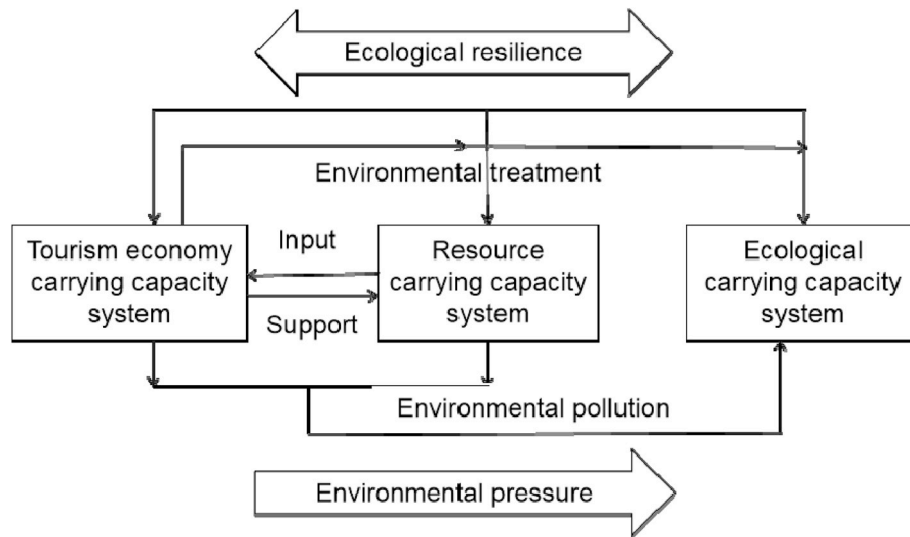 Ecological resilience
Environmental treatment
Tourism economy
carrying capacity
system
Input
Support
Resource
carrying capacity
system
Ecological
carrying capacity
system
Environmental pollution
Environmental pressure